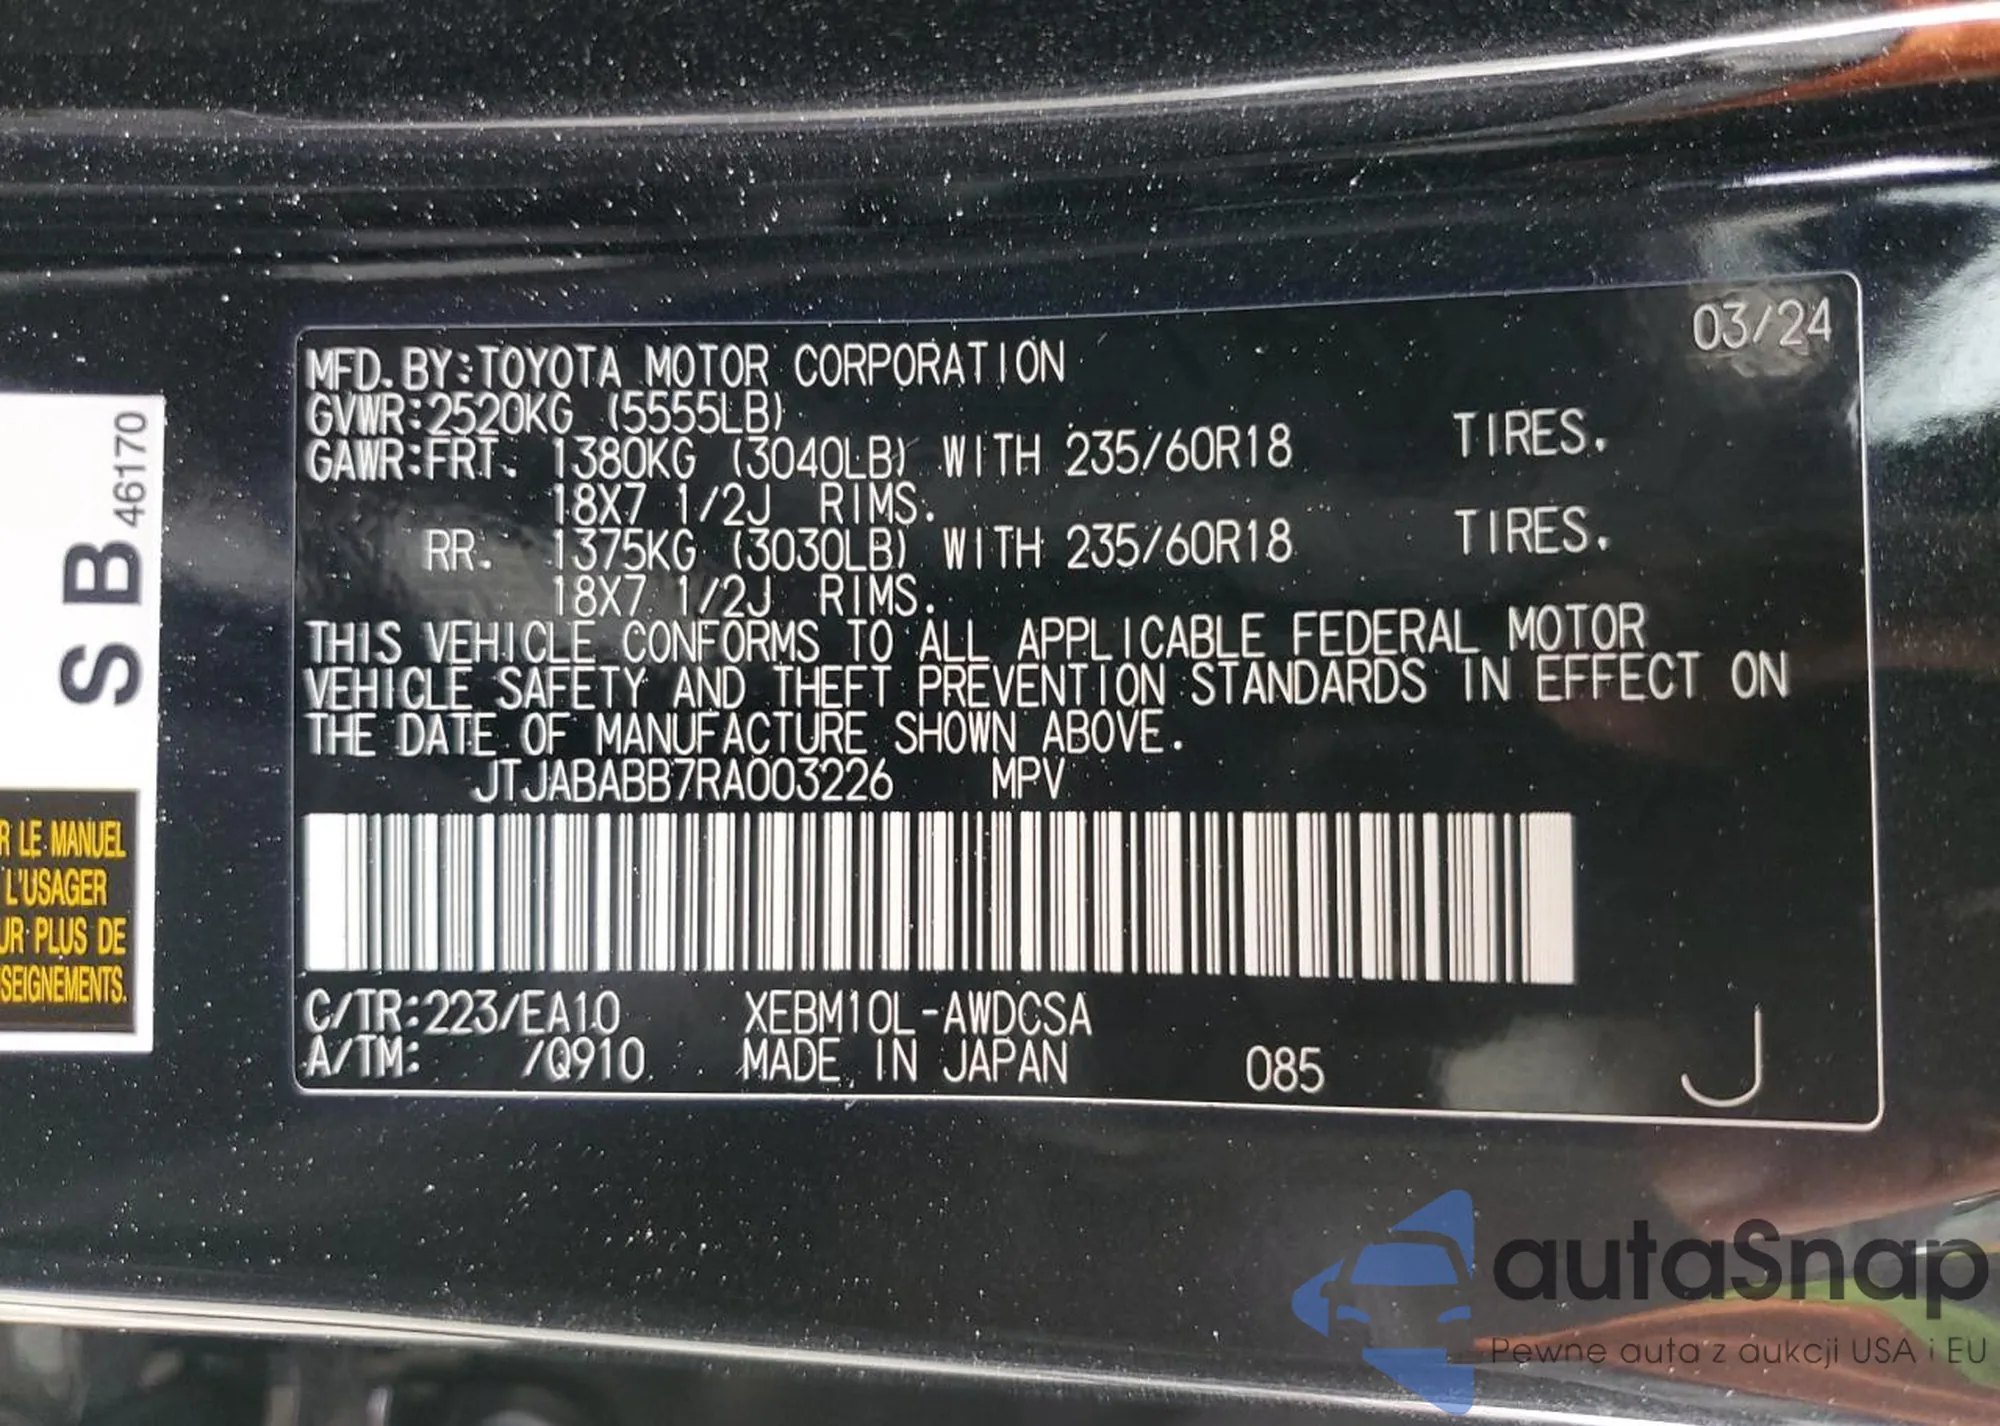 03/24
MFD. BY:TOYOTA MOTOR CORPORATION
GVWR:2520KG (5555LB)
GAWR:FRT. 1380KG (3040LB) WITH 235/60R18 TIRES.
18X7 1/2J RIMS.
RR. 1375KG (3030LB) WITH 235/60R18 TIRES.
18X7 1/2J RIMS.
THIS VEHICLE CONFORMS TO ALL APPLICABLE FEDERAL MOTOR
VEHICLE SAFETY AND THEFT PREVENTION STANDARDS IN EFFECT ON
THE DATE OF MANUFACTURE SHOWN ABOVE.
JTJABABB7RA003226 MPV
C/TR:223/EA10 XEBM10L-AWDCSA
A/TM: /Q910 MADE IN JAPAN 085 J
S B 46170
R LE MANUEL
L'USAGER
UR PLUS DE
SEIGNEMENTS.
autaSnap
Pewne auta z aukcji USA i EU